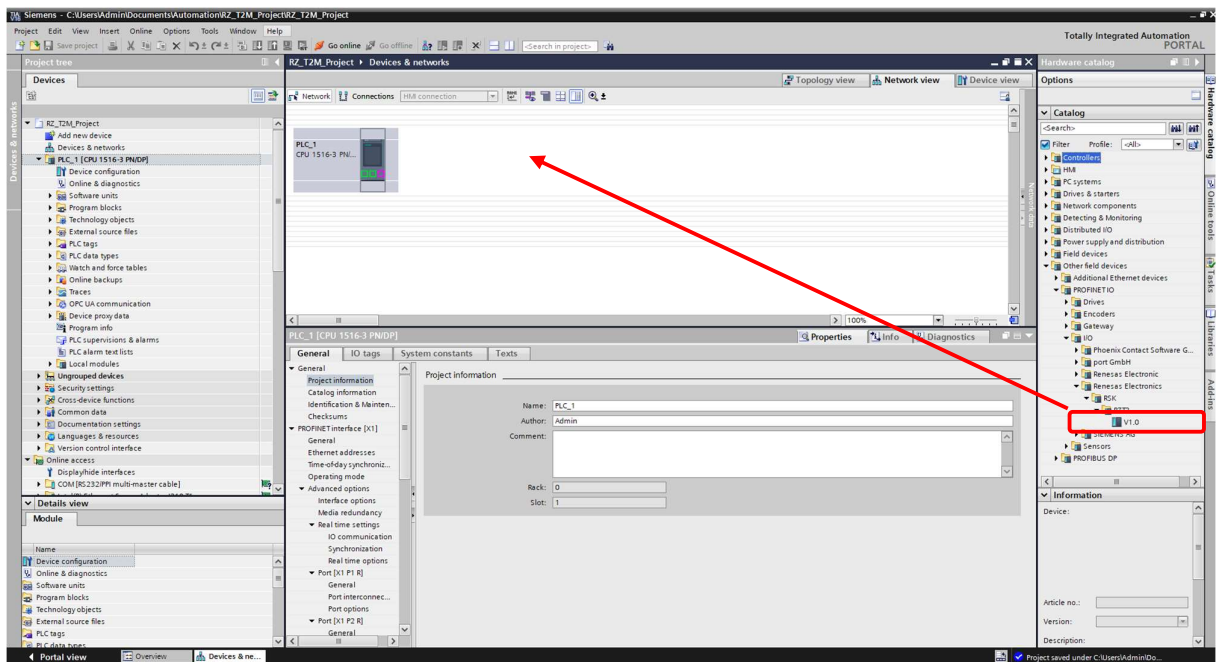 Siemens - C:\Users\Admin\Documents\Automation\RZ_T2M_Project\RZ_T2M_Project
Project Edit View Insert Online Options Tools Window Help
Totally Integrated Automation
PORTAL
Save project
Go online
Go offline
<Search in project>
Project tree
Devices
Devices & networks
RZ_T2M_Project
Add new device
Devices & networks
PLC_1 [CPU 1516-3 PN/DP]
Device configuration
Online & diagnostics
Software units
Program blocks
Technology objects
External source files
PLC tags
PLC data types
Watch and force tables
Online backups
Traces
OPC UA communication
Device proxy data
Program info
PLC supervisions & alarms
PLC alarm text lists
Local modules
Ungrouped devices
Security settings
Cross-device functions
Common data
Documentation settings
Languages & resources
Version control interface
Online access
Display/hide interfaces
COM [RS232/PPI multi-master cable]
Details view
Module
Name
Device configuration
Online & diagnostics
Software units
Program blocks
Technology objects
External source files
PLC tags
PLC data types
RZ_T2M_Project Devices & networks
Topology view
Network view
Device view
Network
Connections
HMI connection
PLC_1
CPU 1516-3 PN/...
Network data
100%
PLC_1 [CPU 1516-3 PN/DP]
Properties
Info
Diagnostics
General
IO tags
System constants
Texts
General
Project information
Catalog information
Identification & Mainten...
Checksums
PROFINET interface [X1]
General
Ethernet addresses
Time-of-day synchroniz...
Operating mode
Advanced options
Interface options
Media redundancy
Real time settings
IO communication
Synchronization
Real time options
Port [X1 P1 R]
General
Port interconnec...
Port options
Port [X1 P2 R]
General
Project information
Name: PLC_1
Author: Admin
Comment:
Rack: 0
Slot: 1
Hardware catalog
Options
Catalog
<Search>
Filter
Profile: <All>
Controllers
HMI
PC systems
Drives & starters
Network components
Detecting & Monitoring
Distributed I/O
Power supply and distribution
Field devices
Other field devices
Additional Ethernet devices
PROFINET IO
Drives
Encoders
Gateway
I/O
Phoenix Contact Software G...
port GmbH
Renesas Electronic
Renesas Electronics
RSK
V1.0
SIEMENS AG
Sensors
PROFIBUS DP
Information
Device:
Article no.:
Version:
Description:
Hardware catalog
Online tools
Tasks
Libraries
Add-ins
Portal view
Overview
Devices & ne...
Project saved under C:\Users\Admin\Do...